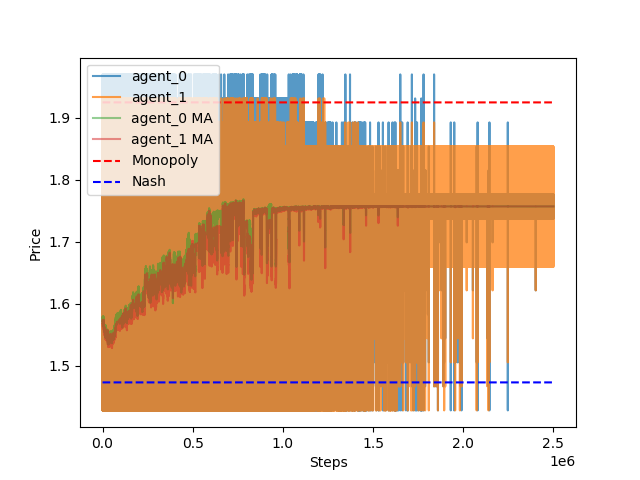 agent_0
agent_1
agent_0 MA
agent_1 MA
Monopoly
Nash
Price
1.9
1.8
1.7
1.6
1.5
0.0 0.5 1.0 1.5 2.0 2.5
1e6
Steps